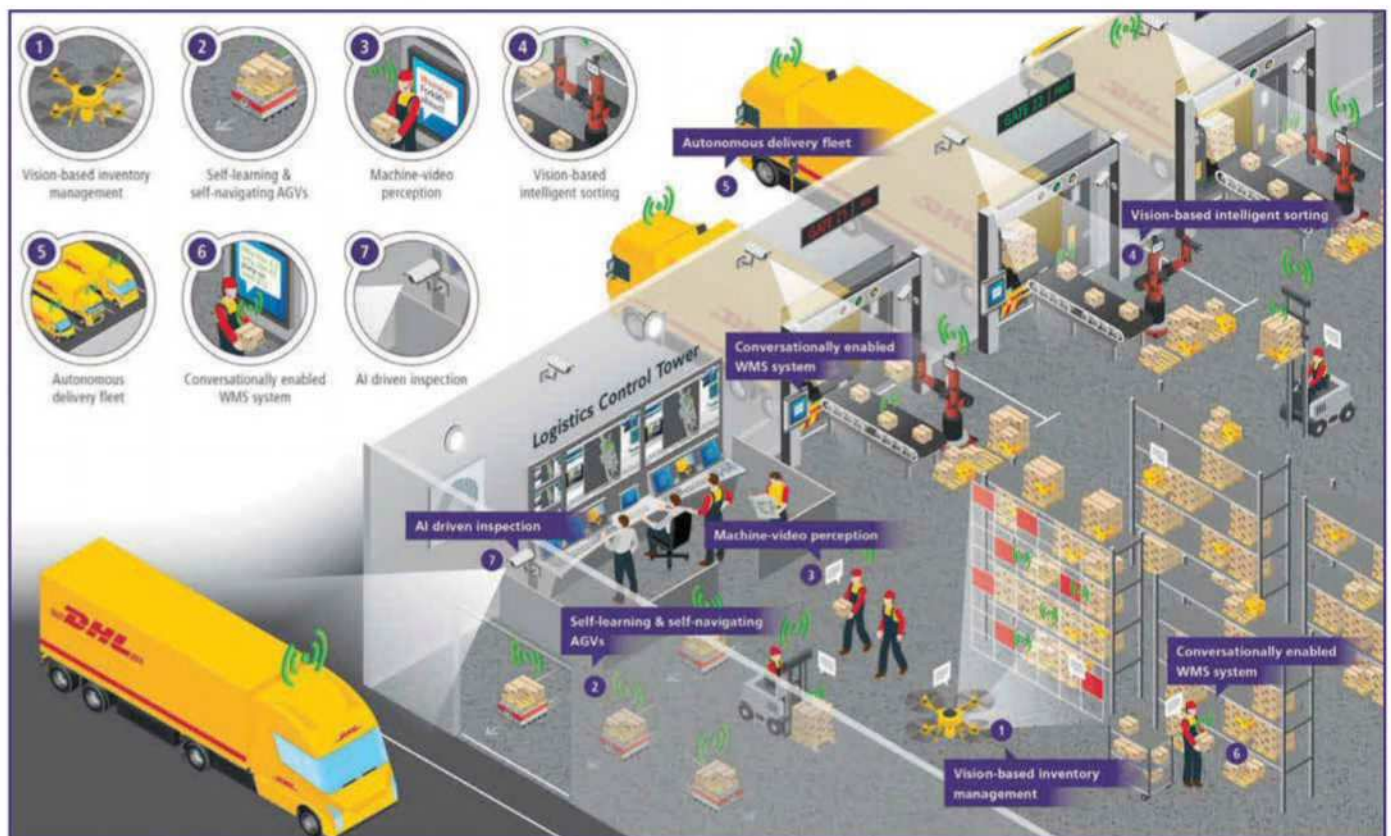 1
2
3
4
Vision-based inventory
management
Self-learning &
self-navigating AGVs
Machine-video
perception
Vision-based
intelligent sorting
5
6
7
Autonomous
delivery fleet
Conversationally enabled
WMS system
AI driven inspection
Autonomous delivery fleet
5
GATE 22
Vision-based intelligent sorting
4
Conversationally enabled
WMS system
Logistics Control Tower
AI driven inspection
7
Machine-video perception
3
Self-learning & self-navigating
AGVs
2
Conversationally enabled
WMS system
6
1
Vision-based inventory
management
DHL